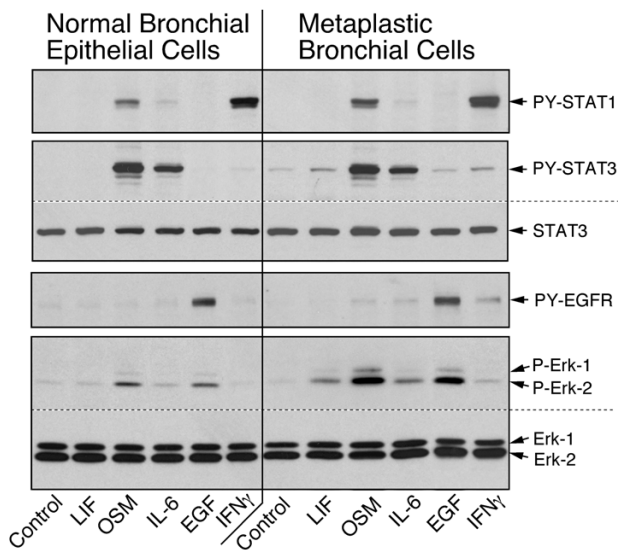 Normal Bronchial
Epithelial Cells
Metaplastic
Bronchial Cells
PY-STAT1
PY-STAT3
STAT3
PY-EGFR
P-Erk-1
P-Erk-2
Erk-1
Erk-2
Control LIF OSM IL-6 EGF IFNγ Control LIF OSM IL-6 EGF IFNγ